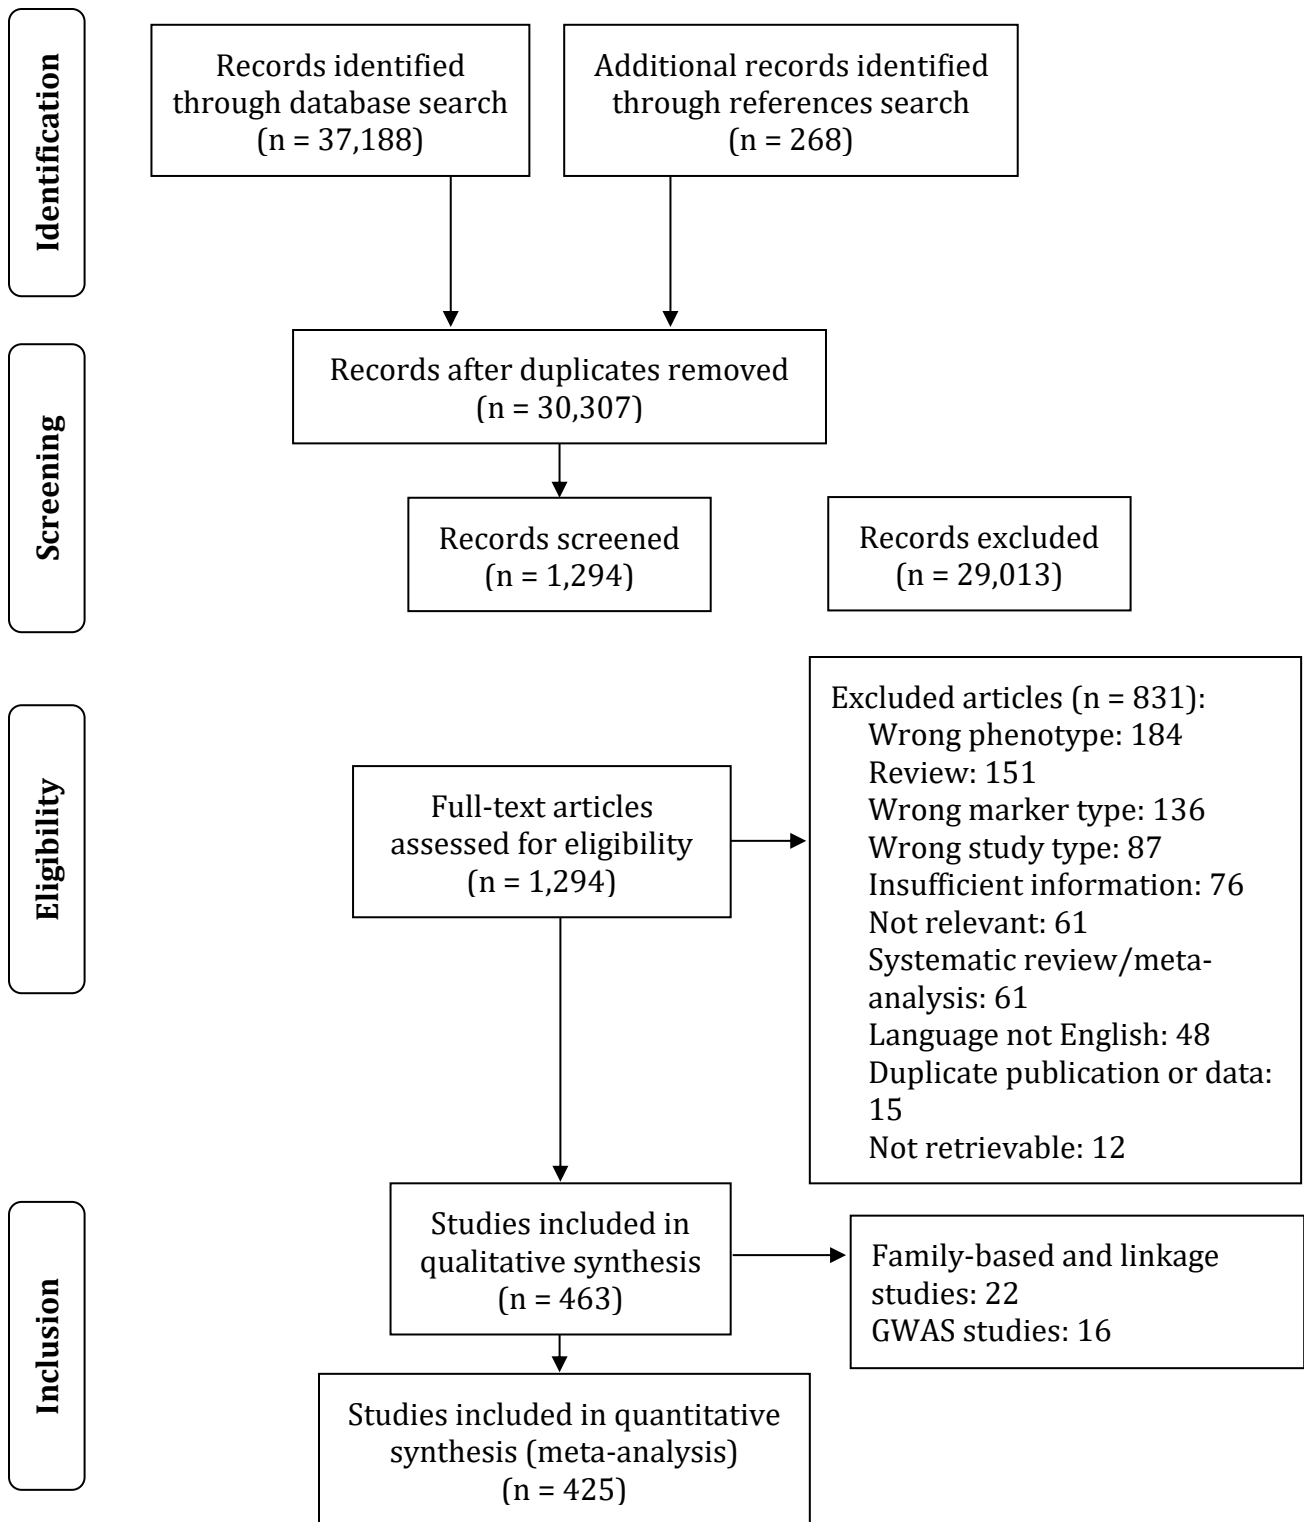 Identification
Records identified
through database search
(n = 37,188)
Additional records identified
through references search
(n = 268)
Screening
Records after duplicates removed
(n = 30,307)
Records screened
(n = 1,294)
Records excluded
(n = 29,013)
Eligibility
Full-text articles
assessed for eligibility
(n = 1,294)
Excluded articles (n = 831):
Wrong phenotype: 184
Review: 151
Wrong marker type: 136
Wrong study type: 87
Insufficient information: 76
Not relevant: 61
Systematic review/meta-
analysis: 61
Language not English: 48
Duplicate publication or data:
15
Not retrievable: 12
Inclusion
Studies included in
qualitative synthesis
(n = 463)
Family-based and linkage
studies: 22
GWAS studies: 16
Studies included in quantitative
synthesis (meta-analysis)
(n = 425)